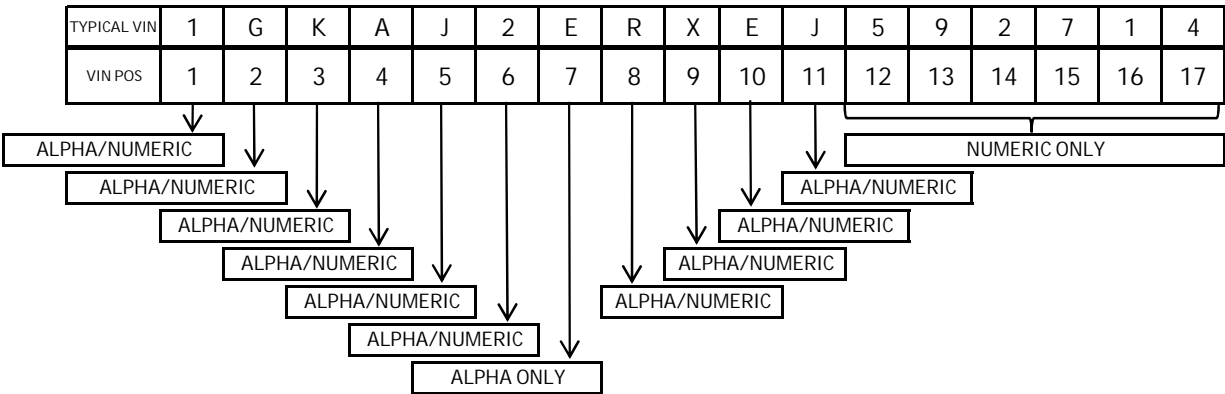 TYPICAL VIN 1 G K A J 2 E R X E J 5 9 2 7 1 4
VIN POS 1 2 3 4 5 6 7 8 9 10 11 12 13 14 15 16 17
ALPHA/NUMERIC NUMERIC ONLY
ALPHA/NUMERIC ALPHA/NUMERIC
ALPHA/NUMERIC ALPHA/NUMERIC
ALPHA/NUMERIC ALPHA/NUMERIC
ALPHA/NUMERIC ALPHA/NUMERIC
ALPHA/NUMERIC
ALPHA ONLY